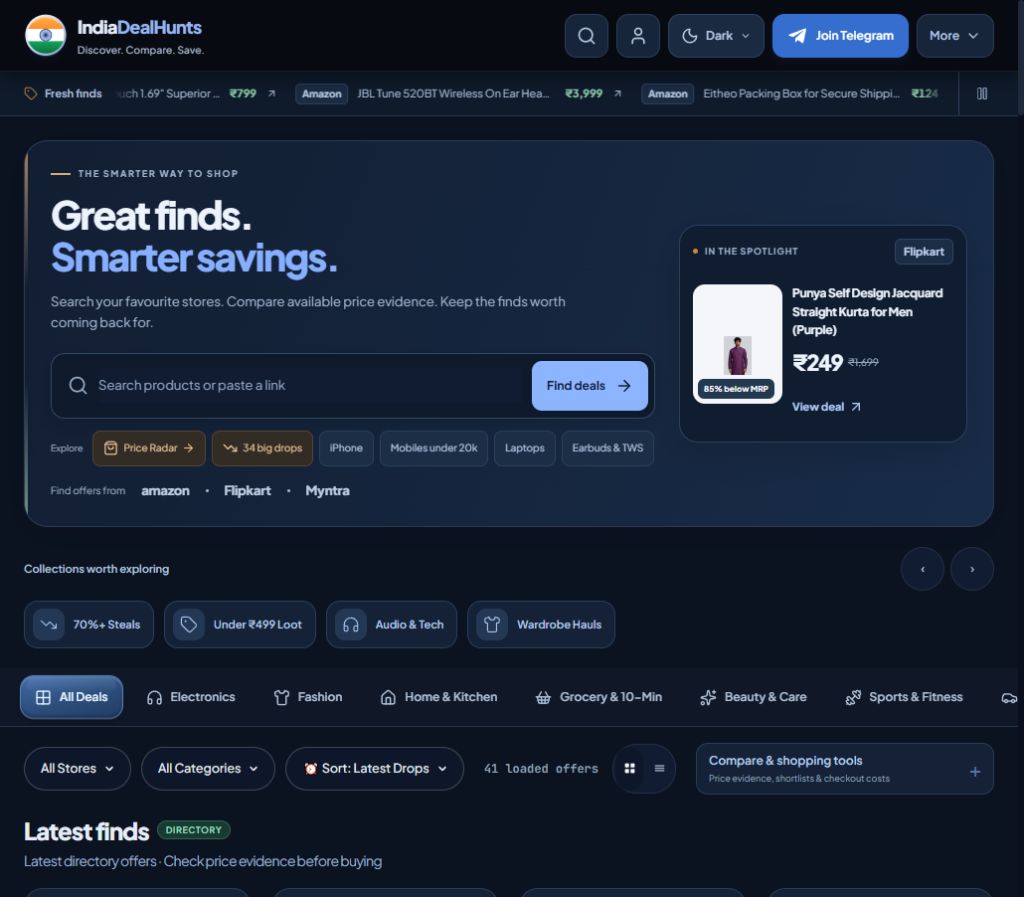 IndiaDealHunts
Discover. Compare. Save.
Dark
Join Telegram
More
Fresh finds
1.69" Superior ... ₹799
Amazon JBL Tune 520BT Wireless On Ear Hea... ₹3,999
Amazon Eitheo Packing Box for Secure Shippi... ₹124
THE SMARTER WAY TO SHOP
Great finds.
Smarter savings.
Search your favourite stores. Compare available price evidence. Keep the finds worth
coming back for.
Search products or paste a link
Find deals →
Explore
Price Radar →
34 big drops
iPhone
Mobiles under 20k
Laptops
Earbuds & TWS
Find offers from amazon • Flipkart • Myntra
IN THE SPOTLIGHT
Flipkart
Punya Self Design Jacquard
Straight Kurta for Men
(Purple)
₹249 ₹1,699
85% below MRP
View deal
Collections worth exploring
‹ ›
70%+ Steals
Under ₹499 Loot
Audio & Tech
Wardrobe Hauls
All Deals
Electronics
Fashion
Home & Kitchen
Grocery & 10-Min
Beauty & Care
Sports & Fitness
All Stores
All Categories
Sort: Latest Drops
41 loaded offers
Compare & shopping tools
Price evidence, shortlists & checkout costs
+
Latest finds
DIRECTORY
Latest directory offers · Check price evidence before buying